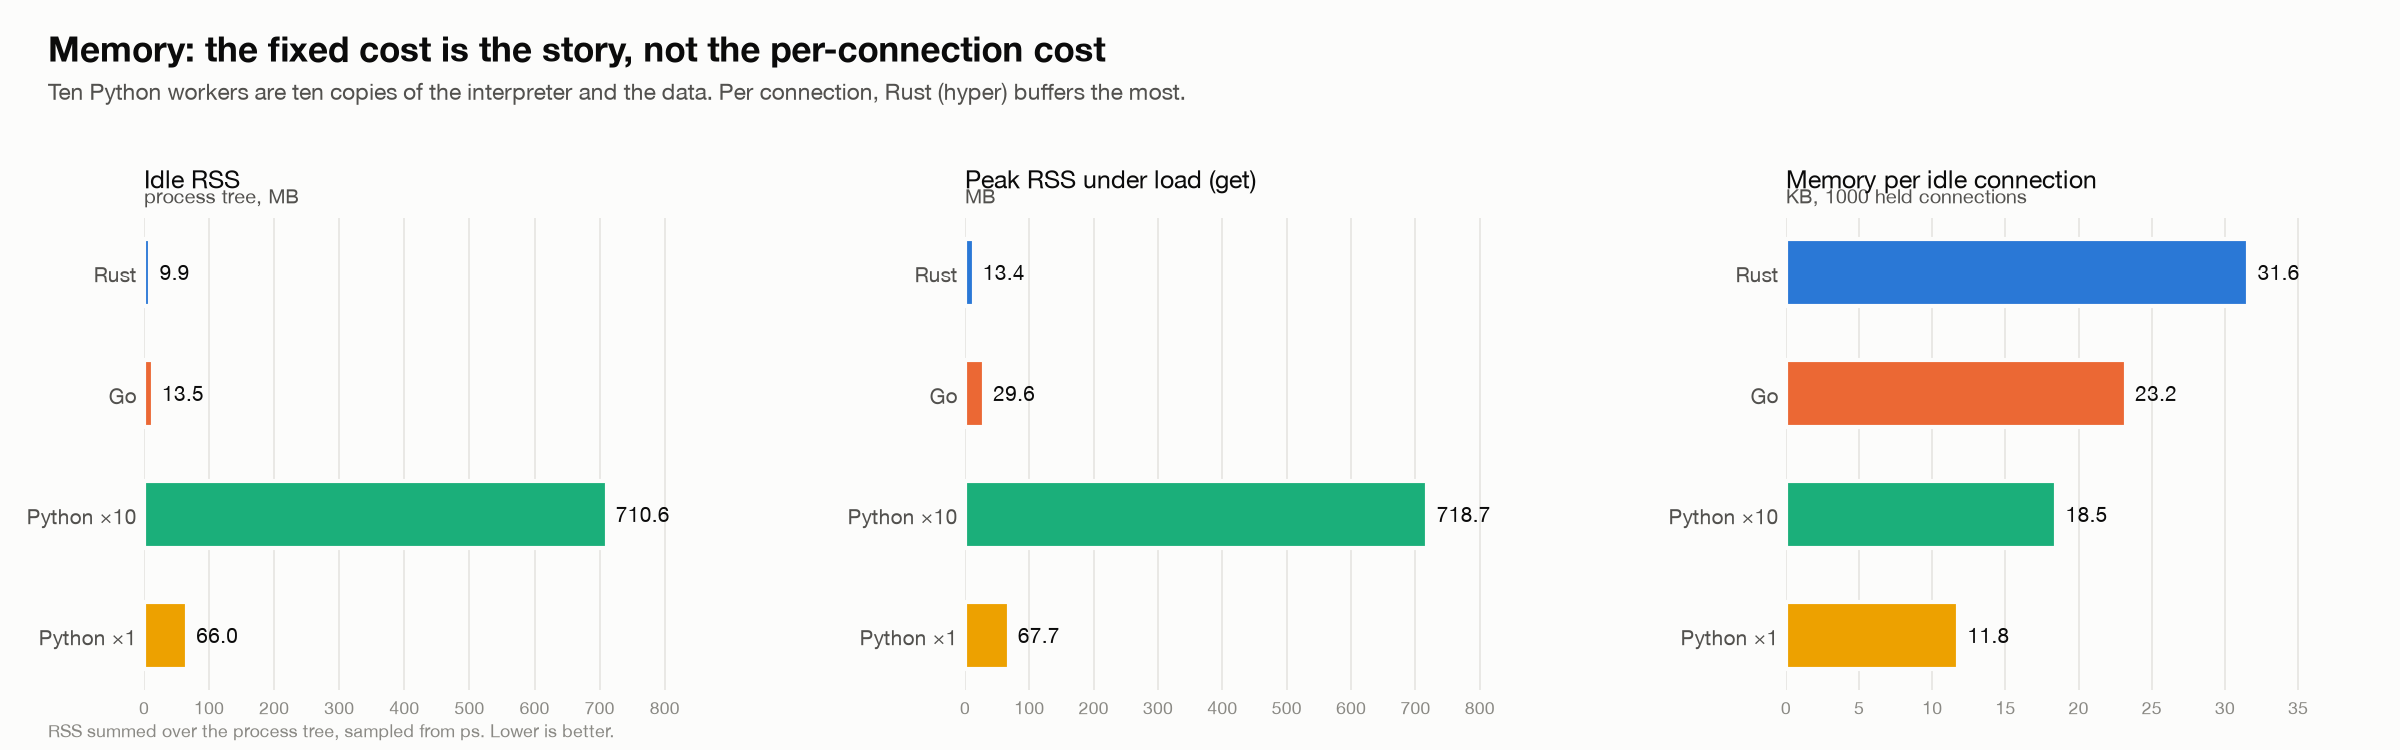 Memory: the fixed cost is the story, not the per-connection cost
Ten Python workers are ten copies of the interpreter and the data. Per connection, Rust (hyper) buffers the most.
Idle RSS
process tree, MB
Rust 9.9
Go 13.5
Python ×10 710.6
Python ×1 66.0
0 100 200 300 400 500 600 700 800
Peak RSS under load (get)
MB
Rust 13.4
Go 29.6
Python ×10 718.7
Python ×1 67.7
0 100 200 300 400 500 600 700 800
Memory per idle connection
KB, 1000 held connections
Rust 31.6
Go 23.2
Python ×10 18.5
Python ×1 11.8
0 5 10 15 20 25 30 35
RSS summed over the process tree, sampled from ps. Lower is better.